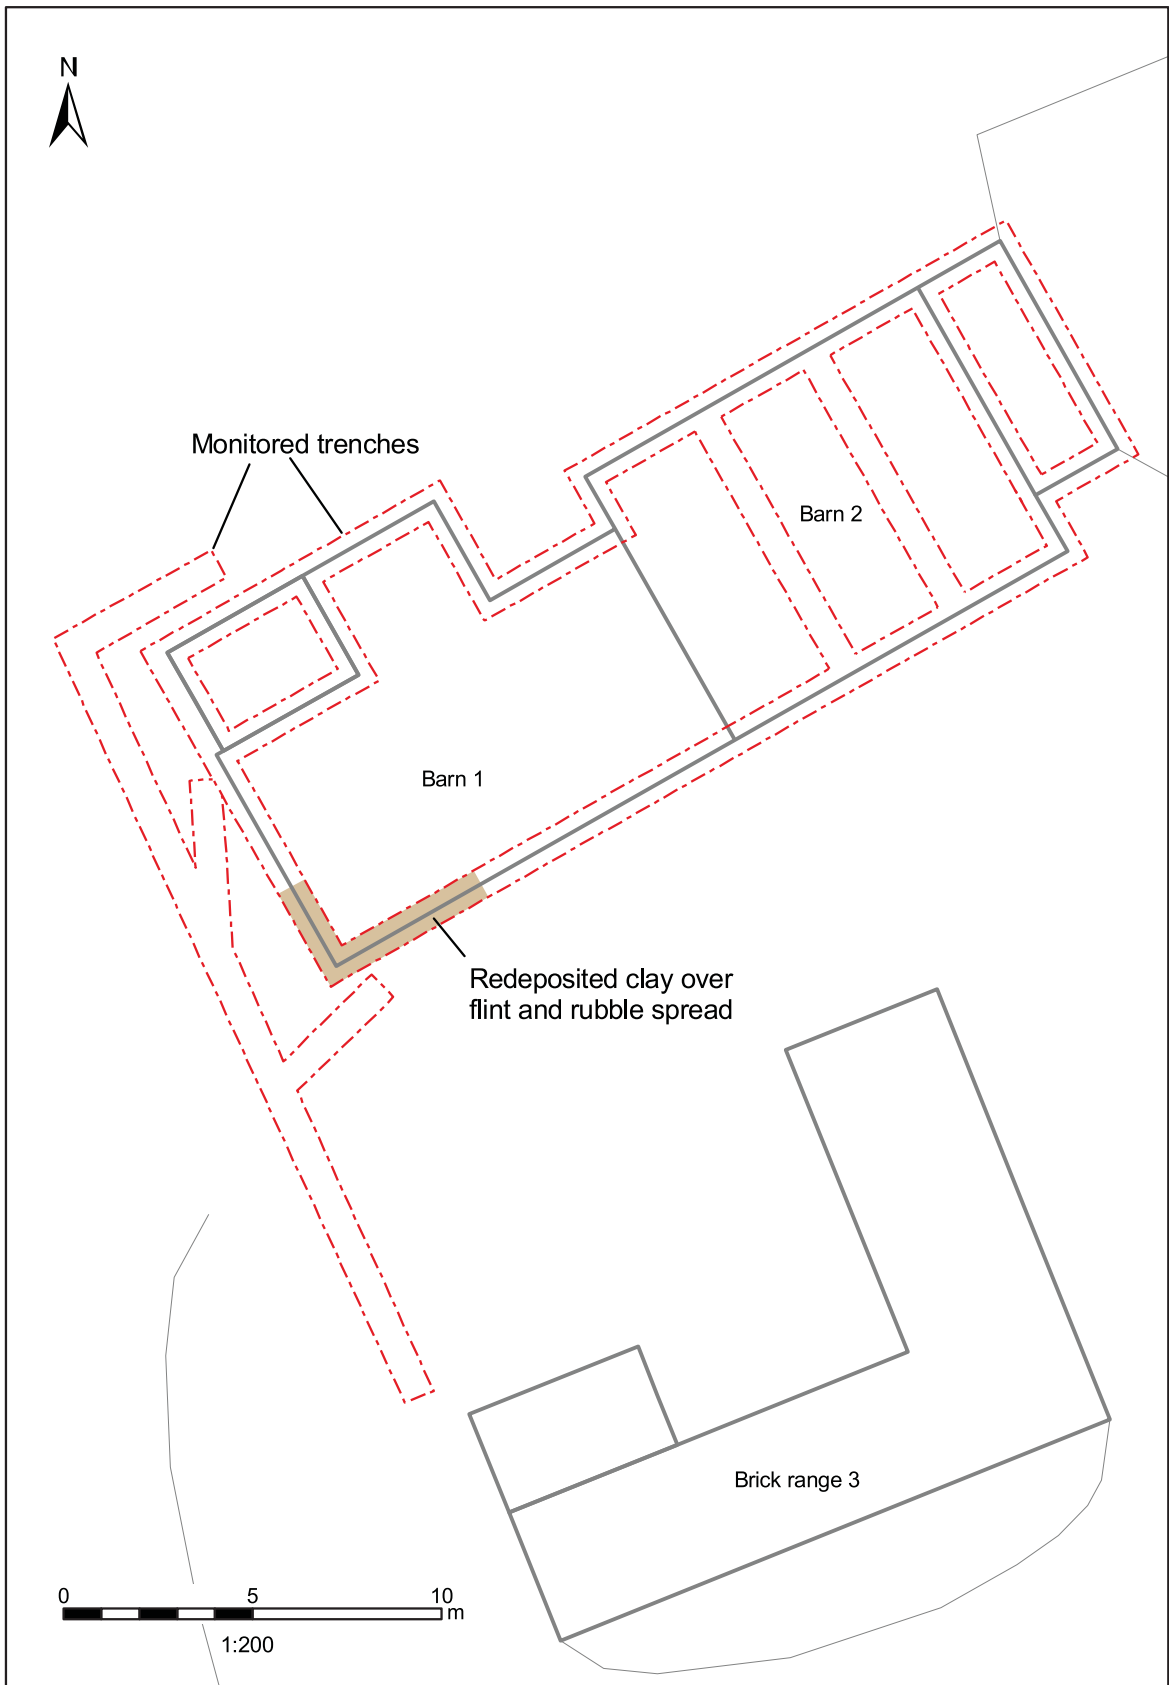 N
Monitored trenches
Barn 2
Barn 1
Redeposited clay over
flint and rubble spread
Brick range 3
0 5 10
m
1:200